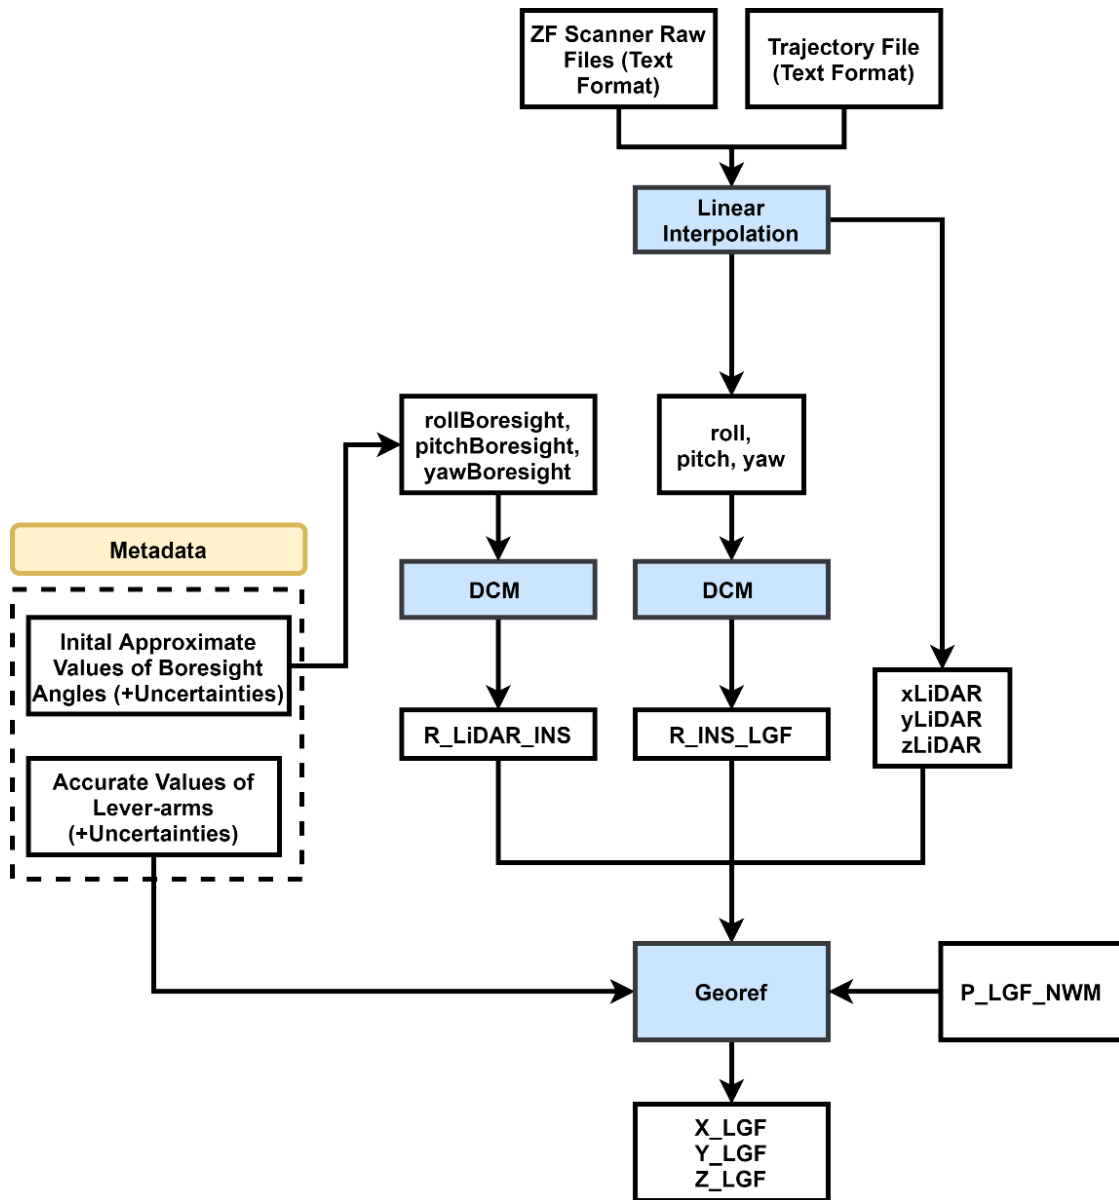 ZF Scanner Raw
Files (Text
Format)
Trajectory File
(Text Format)
Linear
Interpolation
rollBoresight,
pitchBoresight,
yawBoresight
roll,
pitch, yaw
Metadata
DCM
DCM
Inital Approximate
Values of Boresight
Angles (+Uncertainties)
R_LiDAR_INS
R_INS_LGF
xLiDAR
yLiDAR
zLiDAR
Accurate Values of
Lever-arms
(+Uncertainties)
Georef
P_LGF_NWM
X_LGF
Y_LGF
Z_LGF